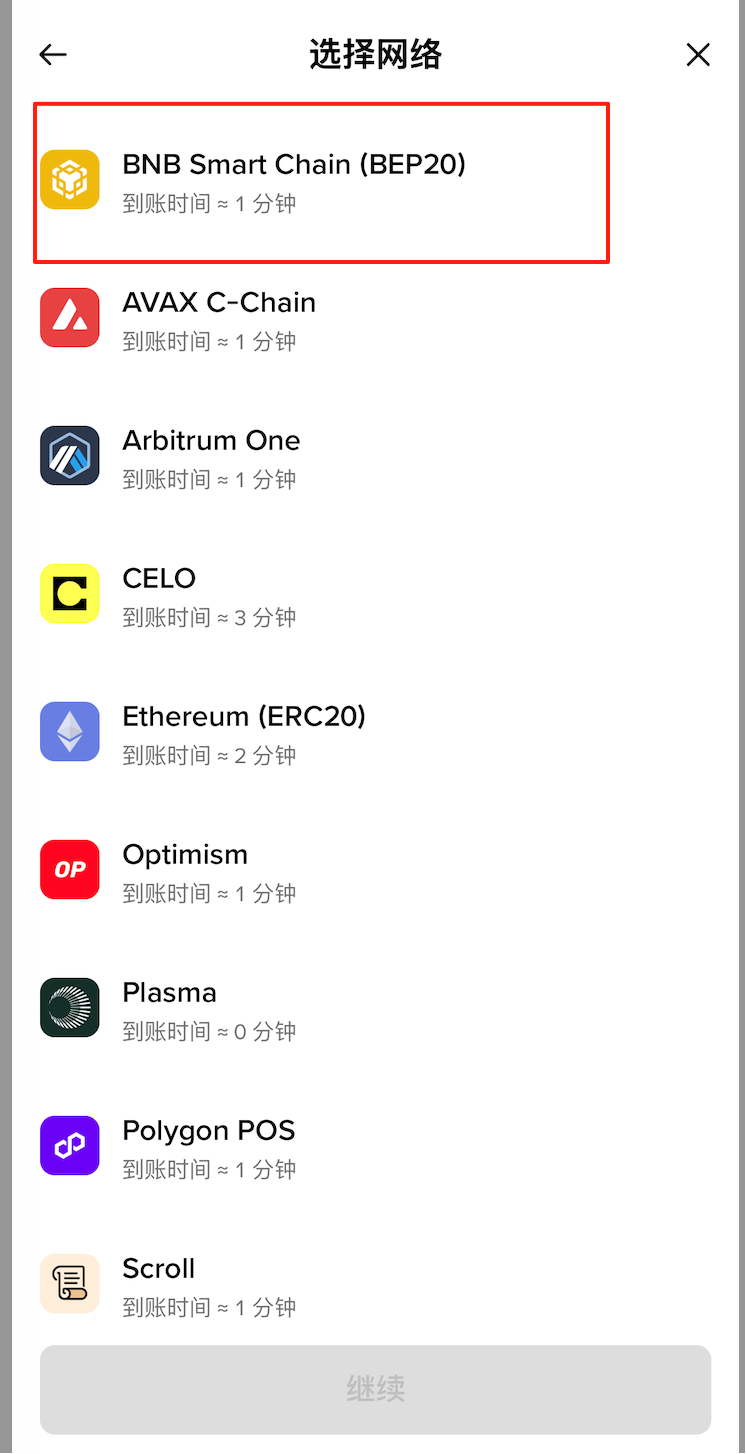 选择网络
BNB Smart Chain (BEP20)
到账时间 ≈ 1 分钟
AVAX C-Chain
到账时间 ≈ 1 分钟
Arbitrum One
到账时间 ≈ 1 分钟
CELO
到账时间 ≈ 3 分钟
Ethereum (ERC20)
到账时间 ≈ 2 分钟
OP
Optimism
到账时间 ≈ 1 分钟
Plasma
到账时间 ≈ 0 分钟
Polygon POS
到账时间 ≈ 1 分钟
Scroll
到账时间 ≈ 1 分钟
继续